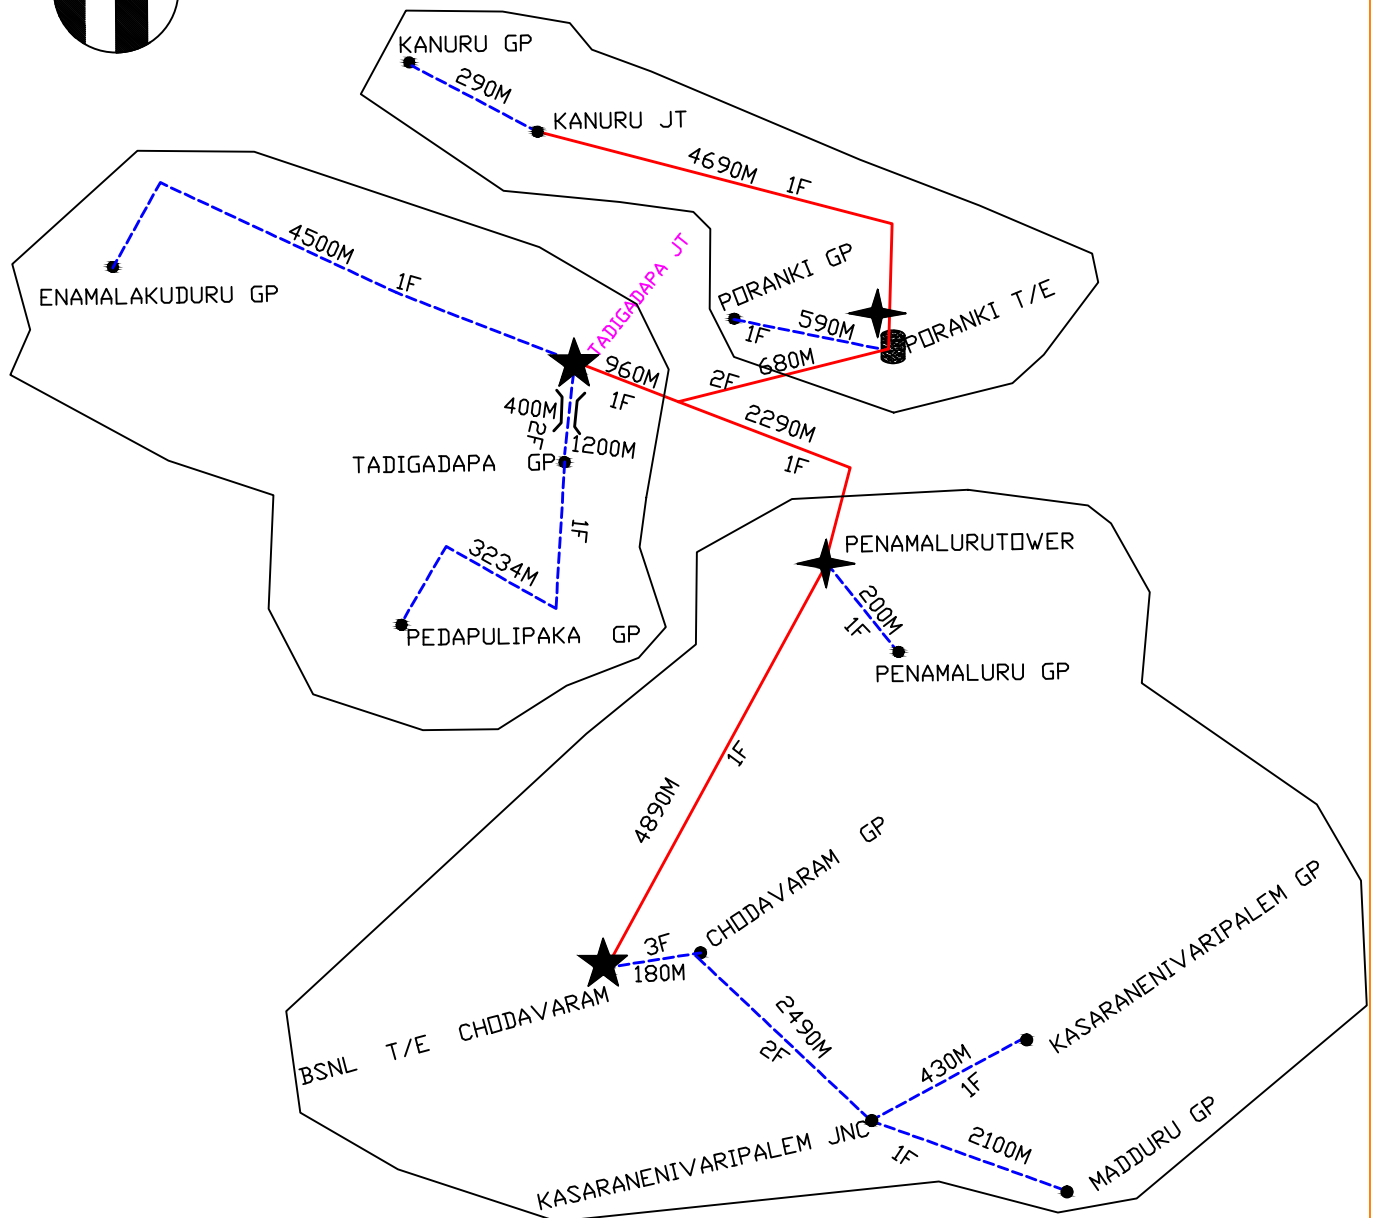 KANURU GP
290M
KANURU JT
4690M
1F
4500M
1F
ENAMALAKUDURU GP
TADIGADAPA JT
PORANKI GP
590M
1F
PORANKI T/E
680M
2F
960M
1F
400M
2F
1200M
2290M
1F
TADIGADAPA GP
1F
3234M
PEDAPULIPAKA GP
PENAMALURUTOWER
200M
1F
PENAMALURU GP
1F
4890M
CHODAVARAM GP
3F
180M
BSNL T/E CHODAVARAM
2490M
2F
430M
1F
KASARANENIVARIPALEM GP
KASARANENIVARIPALEM JNC
2100M
1F
MADDURU GP